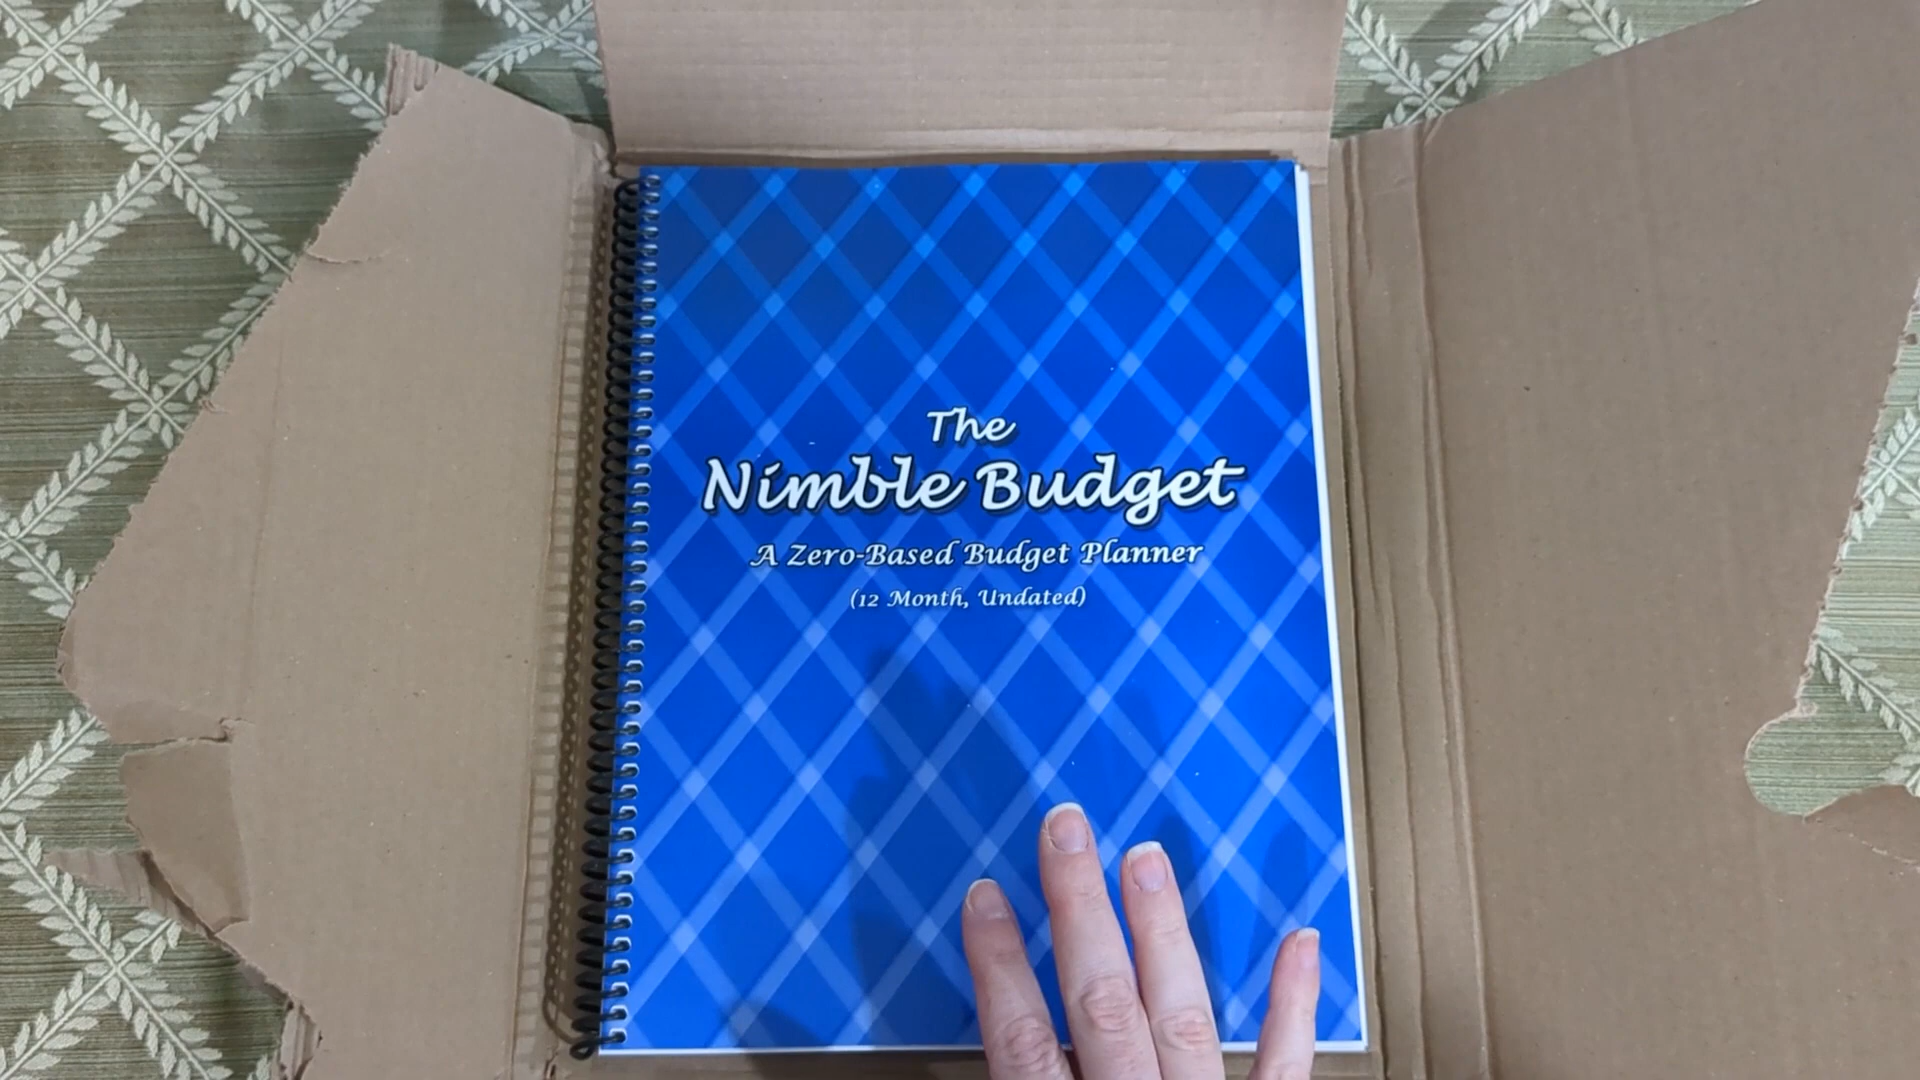 The
Nimble Budget
A Zero-Based Budget Planner
(12 Month, Undated)